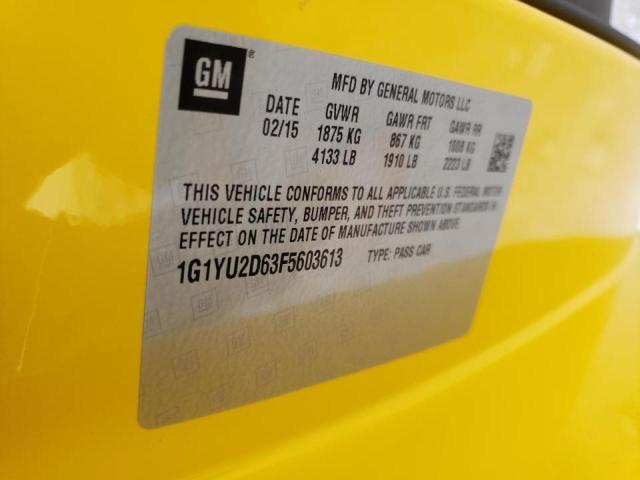 GM
MFD BY GENERAL MOTORS LLC
DATE GVWR GAWR FRT GAWR RR
02/15 1875 KG 867 KG 1008 KG
4133 LB 1910 LB 2223 LB
THIS VEHICLE CONFORMS TO ALL APPLICABLE U.S. FEDERAL MOTOR
VEHICLE SAFETY, BUMPER, AND THEFT PREVENTION STANDARDS IN
EFFECT ON THE DATE OF MANUFACTURE SHOWN ABOVE.
1G1YU2D63F5603613 TYPE: PASS CAR